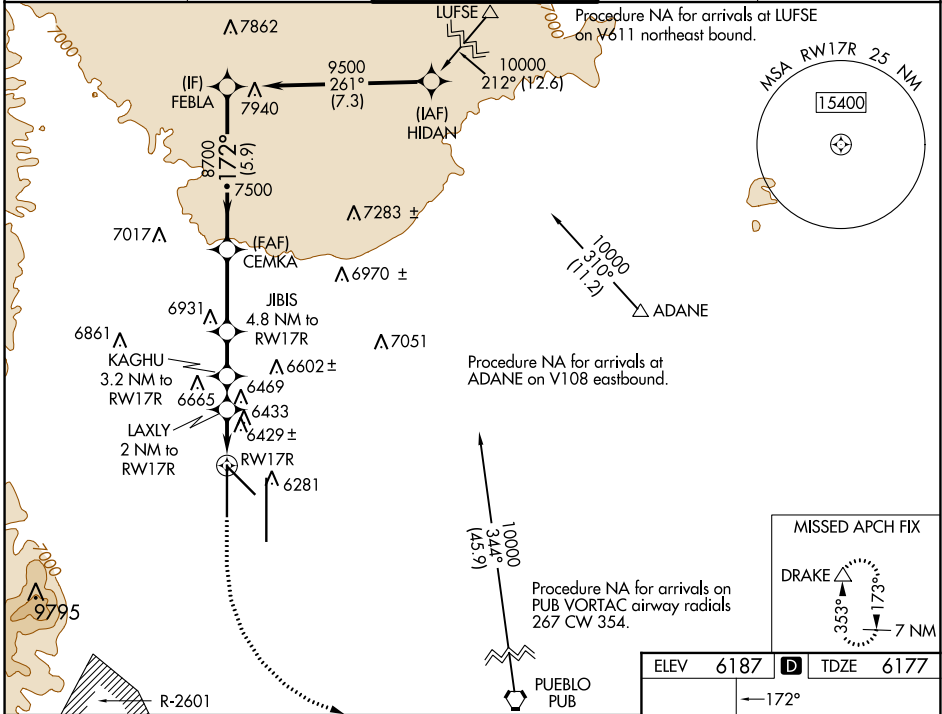 LUFSE
Procedure NA for arrivals at LUFSE
on V611 northeast bound.
7000
7862
7000
10000
212° (12.6)
9500
261°
(7.3)
(IF)
FEBLA
7940
(IAF)
HIDAN
MSA RW17R 25 NM
15400
8700
172°
(5.9)
7500
7283 ±
7017
(FAF)
CEMKA
6970 ±
10000
310°
(11.2)
ADANE
6931
JIBIS
4.8 NM to
RW17R
6861
7051
KAGHU
3.2 NM to
RW17R
6602 ±
Procedure NA for arrivals at
ADANE on V108 eastbound.
6665
6469
6433
LAXLY
2 NM to
RW17R
6429 ±
RW17R
6281
10000
344°
(45.9)
7000
9795
MISSED APCH FIX
DRAKE
353°
173°
7 NM
Procedure NA for arrivals on
PUB VORTAC airway radials
267 CW 354.
PUEBLO
PUB
R-2601
ELEV 6187 D TDZE 6177
172°